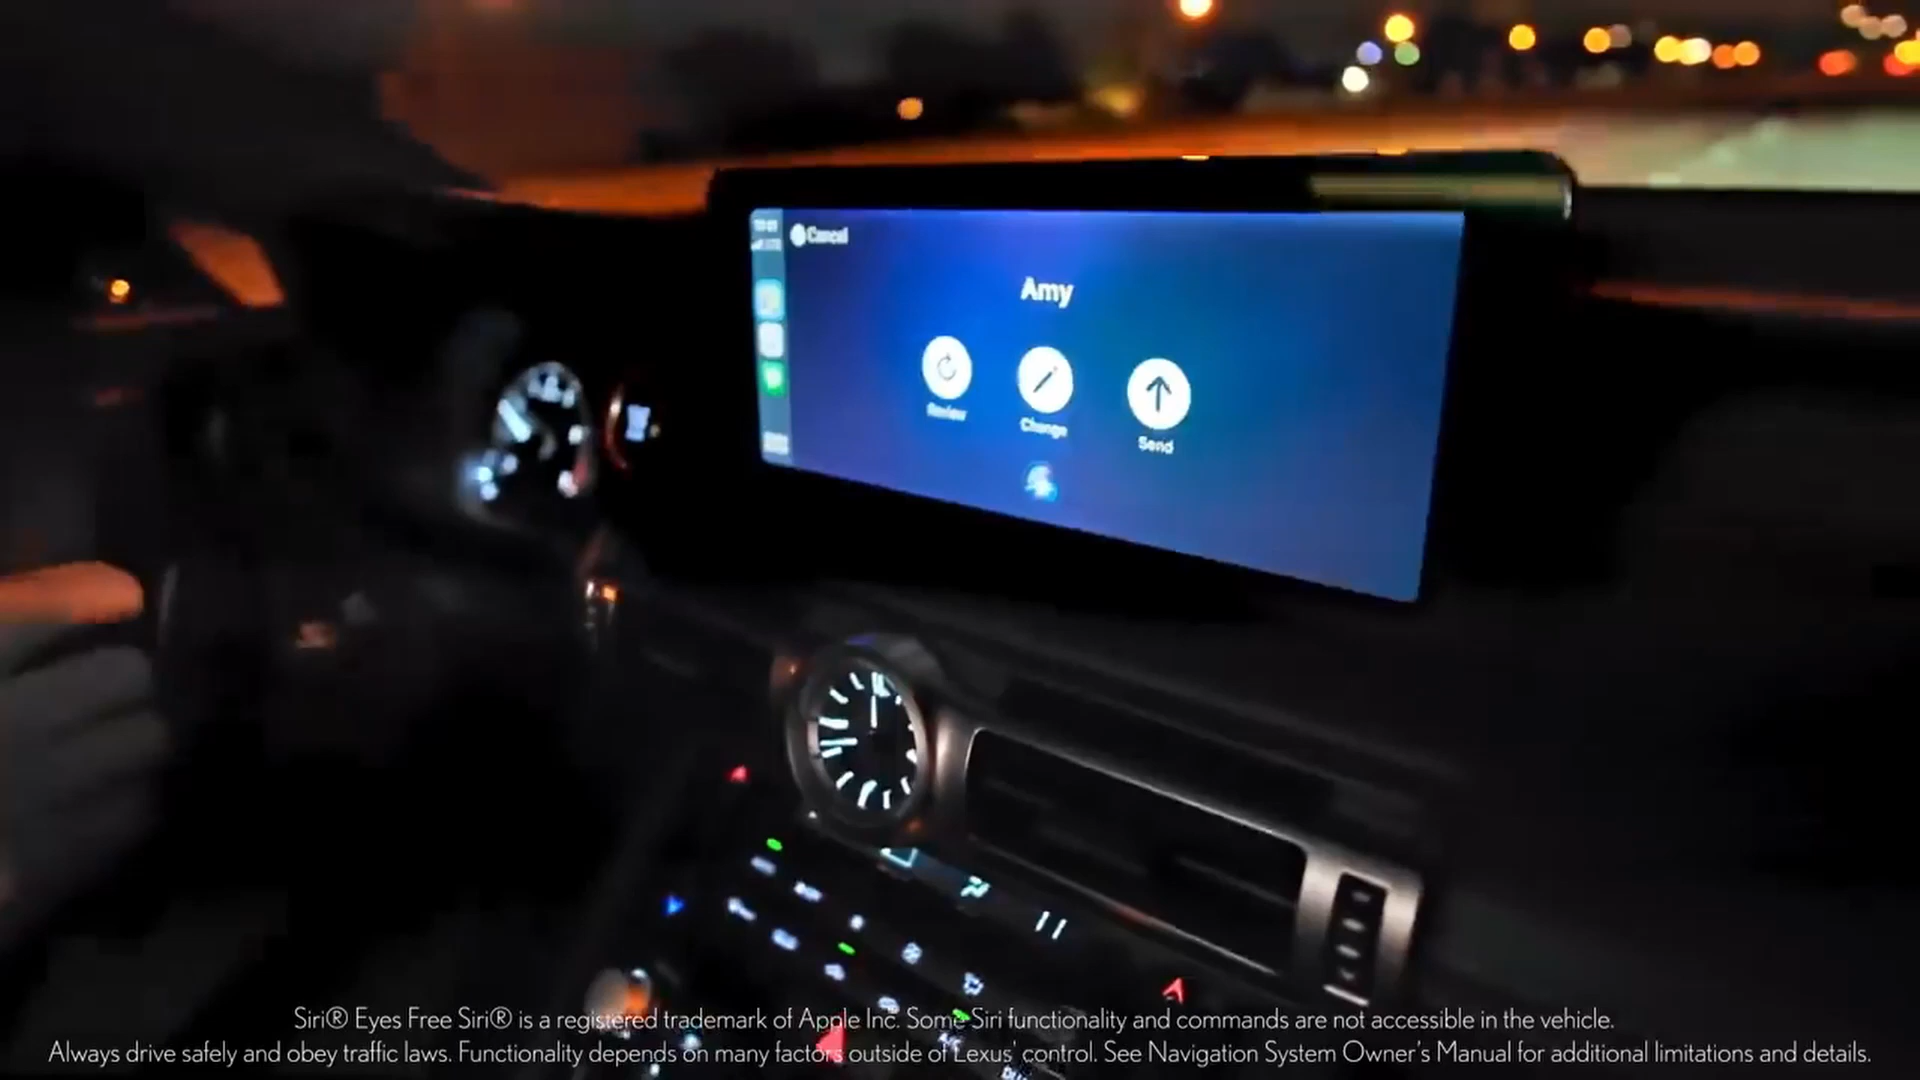 Cancel
Amy
Review
Change
Send
A/C
Siri® Eyes Free Siri® is a registered trademark of Apple Inc. Some Siri functionality and commands are not accessible in the vehicle.
Always drive safely and obey traffic laws. Functionality depends on many factors outside of Lexus' control. See Navigation System Owner's Manual for additional limitations and details.